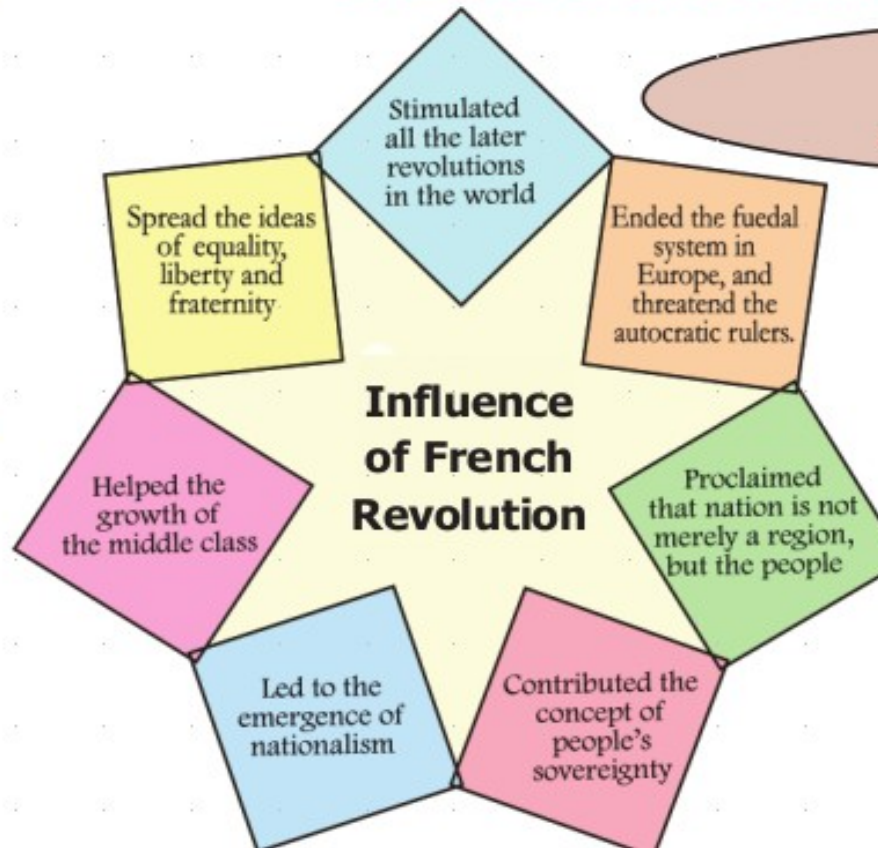 Stimulated
all the later
revolutions
in the world
Ended the fuedal
system in
Europe, and
threatend the
autocratic rulers.
Proclaimed
that nation is not
merely a region,
but the people
Contributed the
concept of
people's
sovereignty
Led to the
emergence of
nationalism
Helped the
growth of
the middle class
Spread the ideas
of equality,
liberty and
fraternity
Influence
of French
Revolution